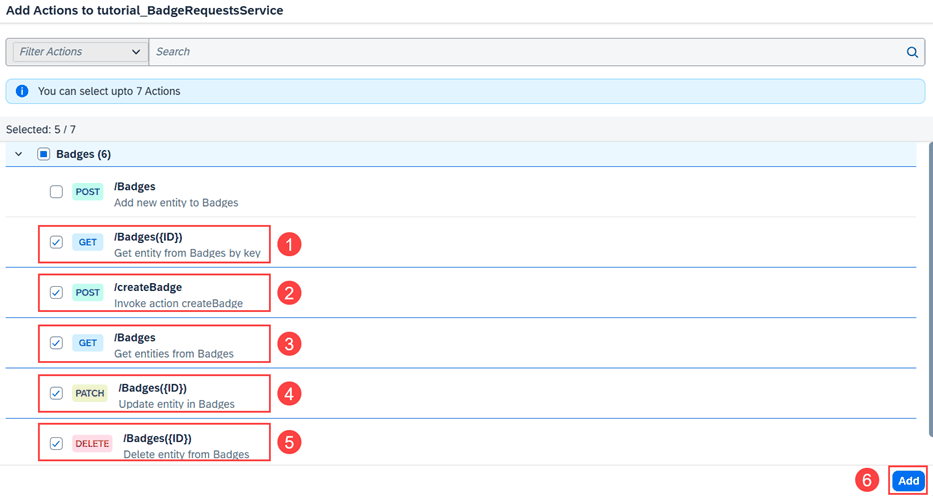 Add Actions to tutorial_BadgeRequestsService
Filter Actions Search
You can select upto 7 Actions
Selected: 5 / 7
Badges (6)
POST /Badges
Add new entity to Badges
GET /Badges({ID}) 1
Get entity from Badges by key
POST /createBadge 2
Invoke action createBadge
GET /Badges 3
Get entities from Badges
PATCH /Badges({ID}) 4
Update entity in Badges
DELETE /Badges({ID}) 5
Delete entity from Badges
6 Add